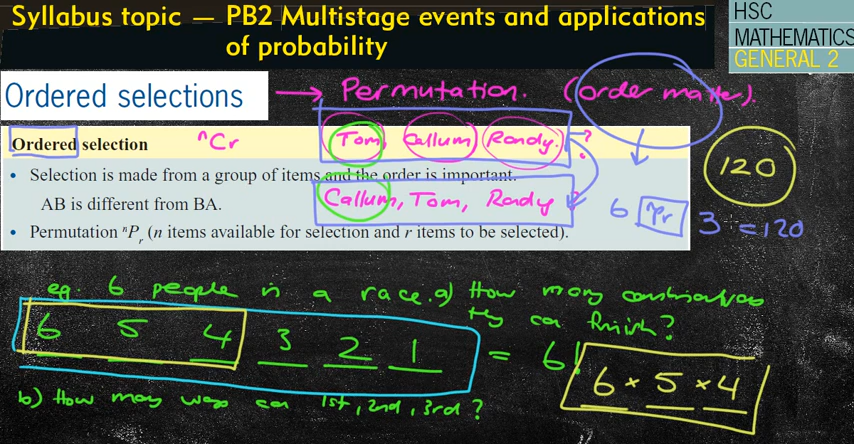 Syllabus topic — PB2 Multistage events and applications
of probability
HSC
MATHEMATICS
GENERAL 2
Ordered selections → Permutation. (order matter).
Ordered selection nCr Tom, Callum, Randy. ?
120
• Selection is made from a group of items and the order is important.
AB is different from BA.
Callum, Tom, Randy ?
• Permutation ⁿPᵣ (n items available for selection and r items to be selected).
6 nPr 3 = 120
eg. 6 people in a race. a) How many combinations
they can finish?
6 5 4 3 2 1 = 6!
6 × 5 × 4
b) How many ways can 1st, 2nd, 3rd?